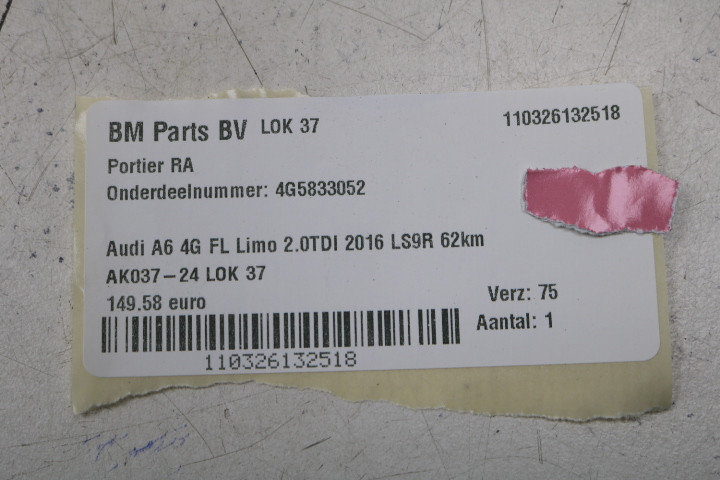 BM Parts BV LOK 37
110326132518
Portier RA
Onderdeelnummer: 4G5833052
Audi A6 4G FL Limo 2.0TDI 2016 LS9R 62km
AK037-24 LOK 37
149.58 euro
Verz: 75
Aantal: 1
110326132518